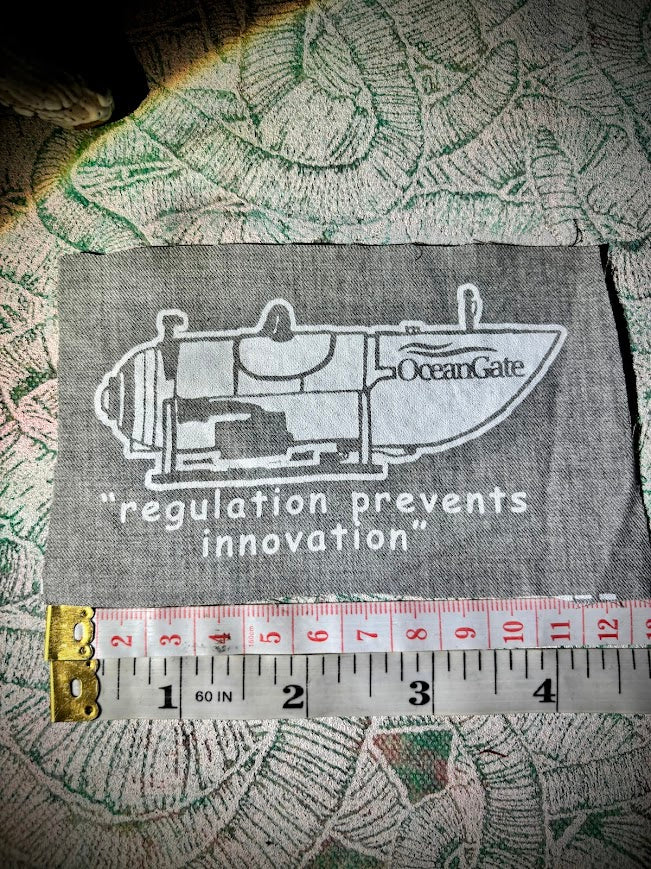 OceanGate
“regulation prevents
innovation”
2 3 4 5 6 7 8 9 10 11 12 13
1 60 IN 2 3 4